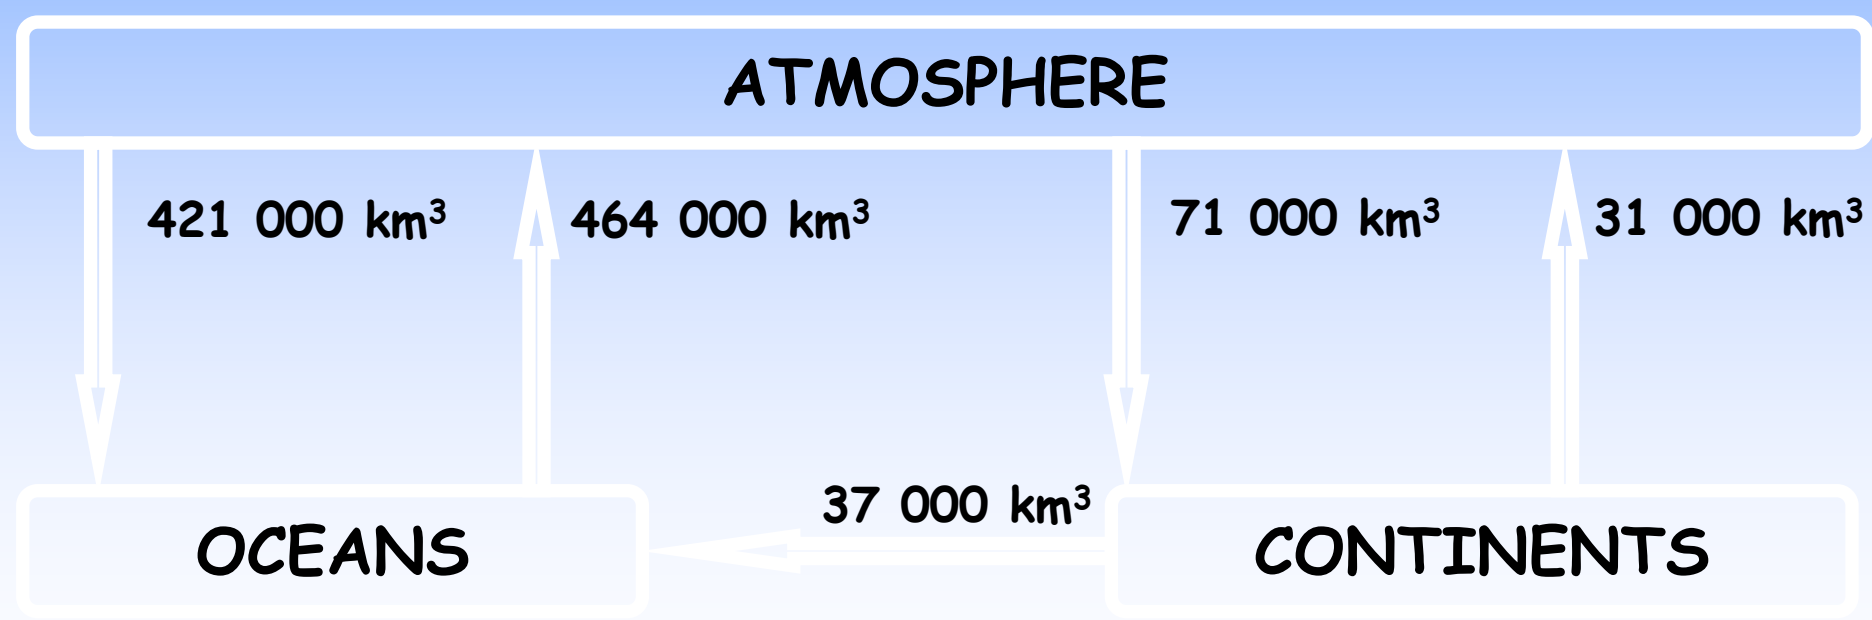 ATMOSPHERE
421 000 km³ 464 000 km³ 71 000 km³ 31 000 km³
37 000 km³
OCEANS CONTINENTS